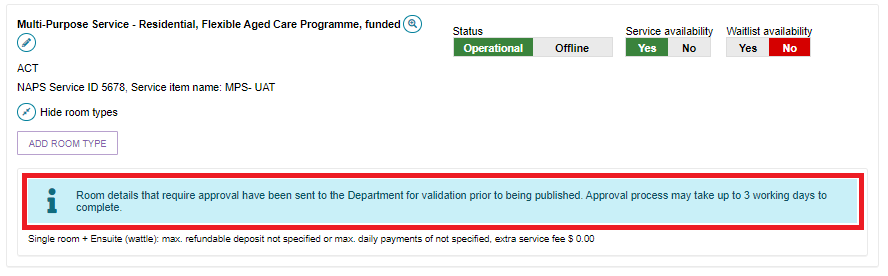 Multi-Purpose Service - Residential, Flexible Aged Care Programme, funded
Status
Service availability
Waitlist availability
Operational
Offline
Yes
No
Yes
No
ACT
NAPS Service ID 5678, Service item name: MPS- UAT
Hide room types
ADD ROOM TYPE
Room details that require approval have been sent to the Department for validation prior to being published. Approval process may take up to 3 working days to
complete.
Single room + Ensuite (wattle): max. refundable deposit not specified or max. daily payments of not specified, extra service fee $ 0.00